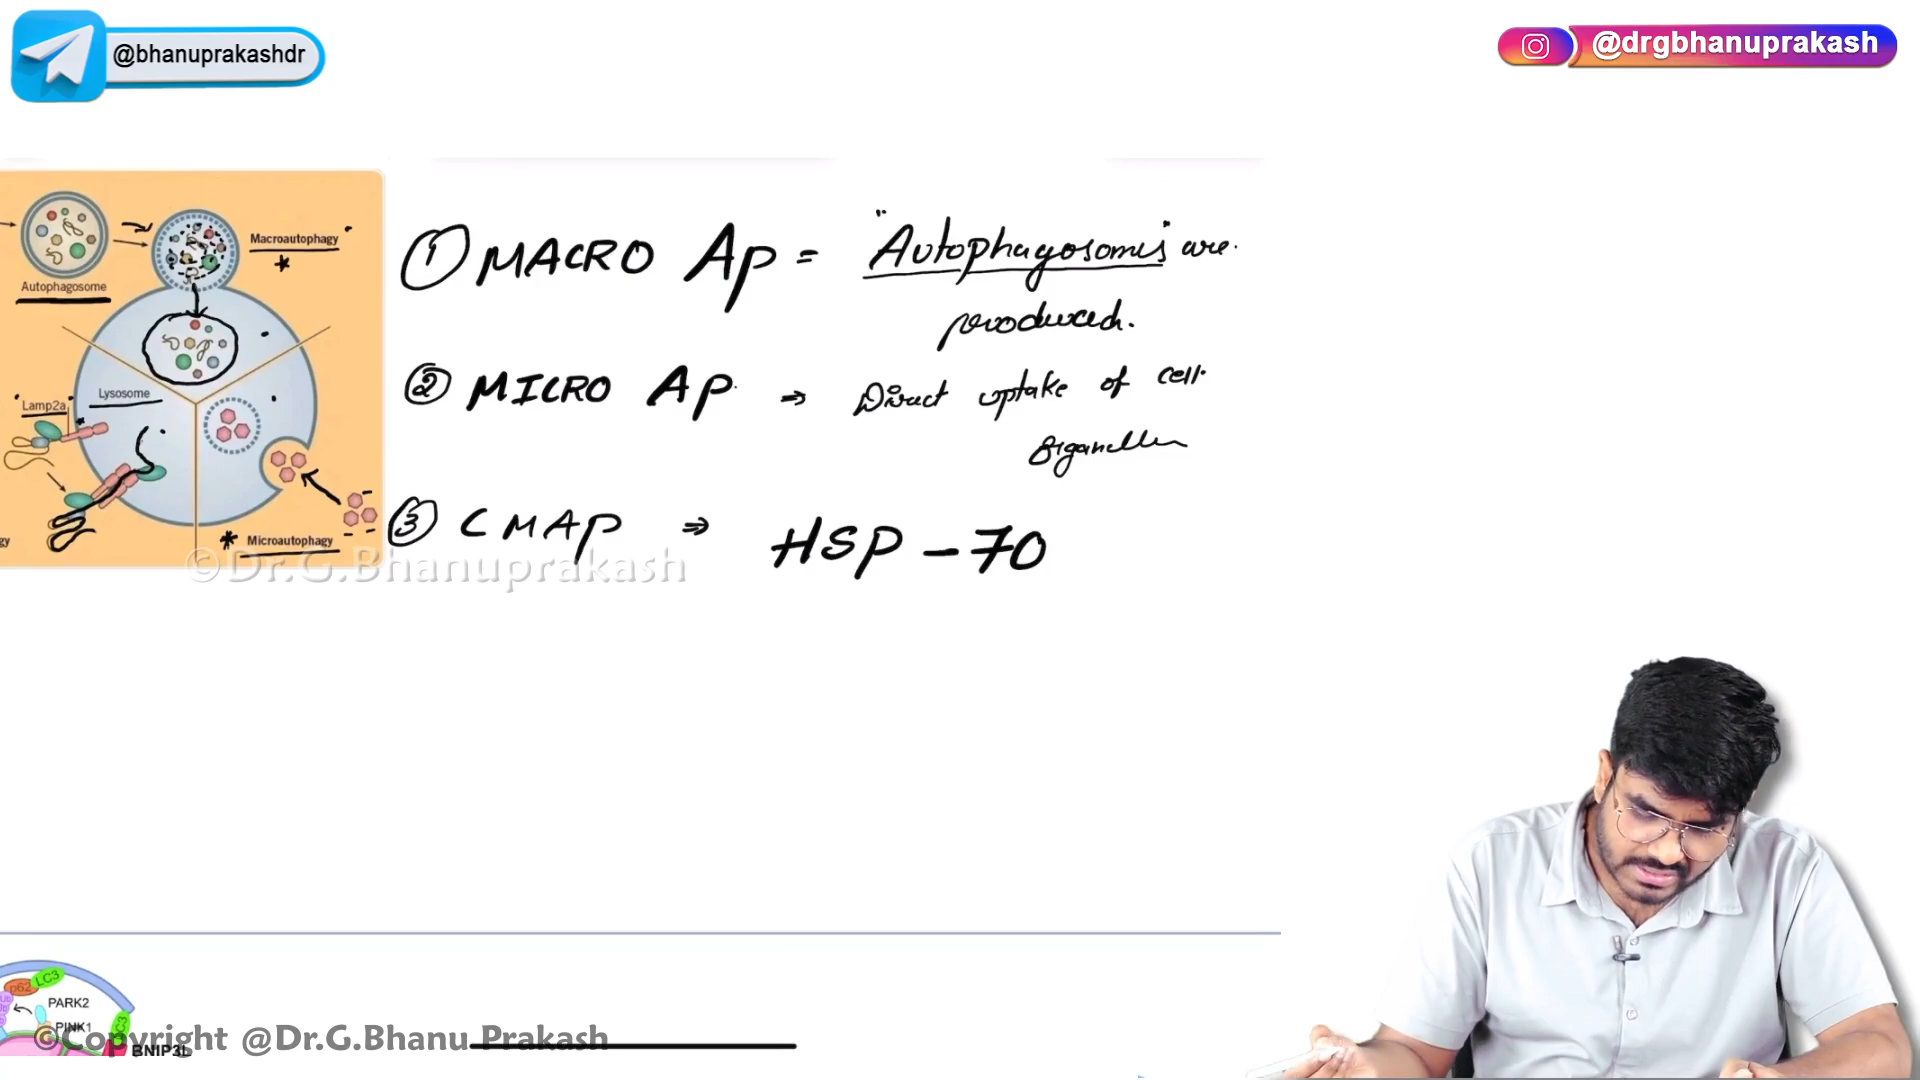 @bhanuprakashdr
@drgbhanuprakash
Autophagosome
Macroautophagy
Lysosome
Lamp2a
Microautophagy
gy
① MACRO Ap = "Autophagosomes" are
produced.
② MICRO Ap ⇒ Direct uptake of cell
organelles
③ CMAP ⇒ HSP - 70
©Dr.G.Bhanuprakash
p62 LC3
PARK2
PINK1
BNIP3L
©Copyright @Dr.G.Bhanu Prakash